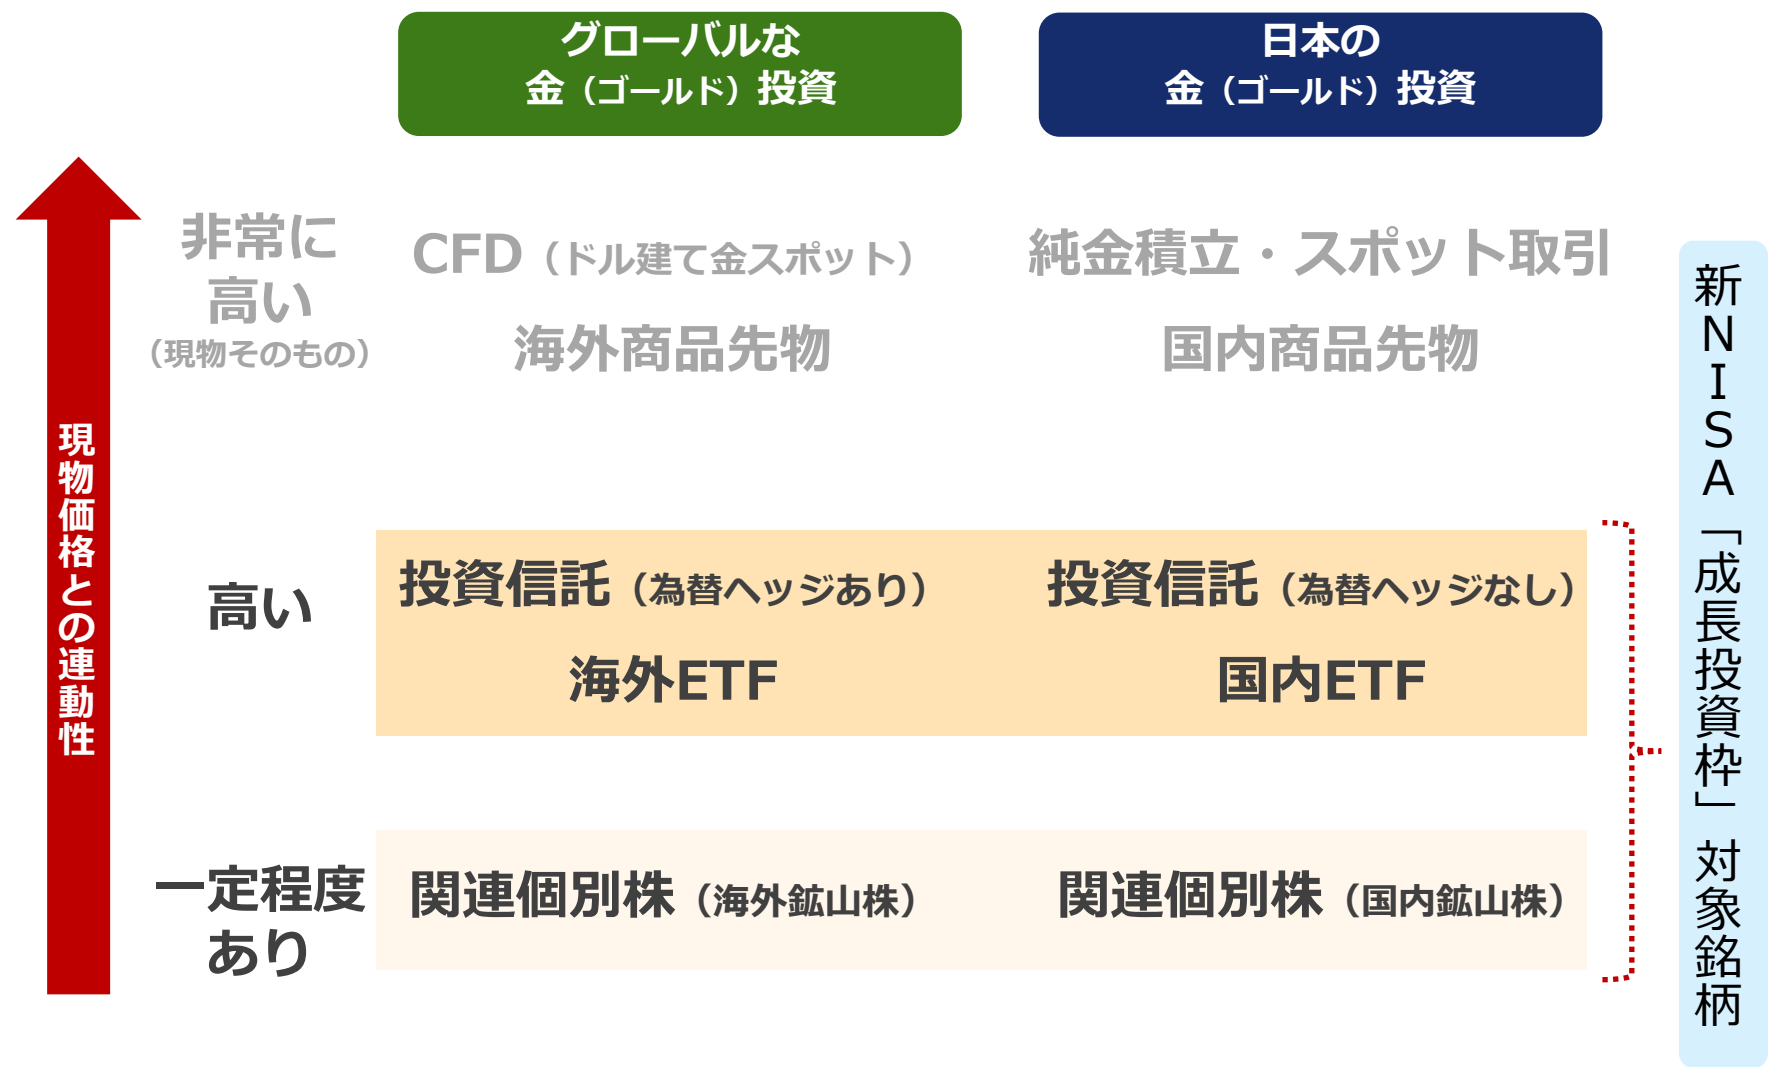 グローバルな
金（ゴールド）投資
日本の
金（ゴールド）投資
現物価格との連動性
非常に
高い
（現物そのもの）
CFD（ドル建て金スポット）
純金積立・スポット取引
海外商品先物
国内商品先物
高い
投資信託（為替ヘッジあり）
投資信託（為替ヘッジなし）
海外ETF
国内ETF
一定程度
あり
関連個別株（海外鉱山株）
関連個別株（国内鉱山株）
新ＮＩＳＡ「成長投資枠」対象銘柄